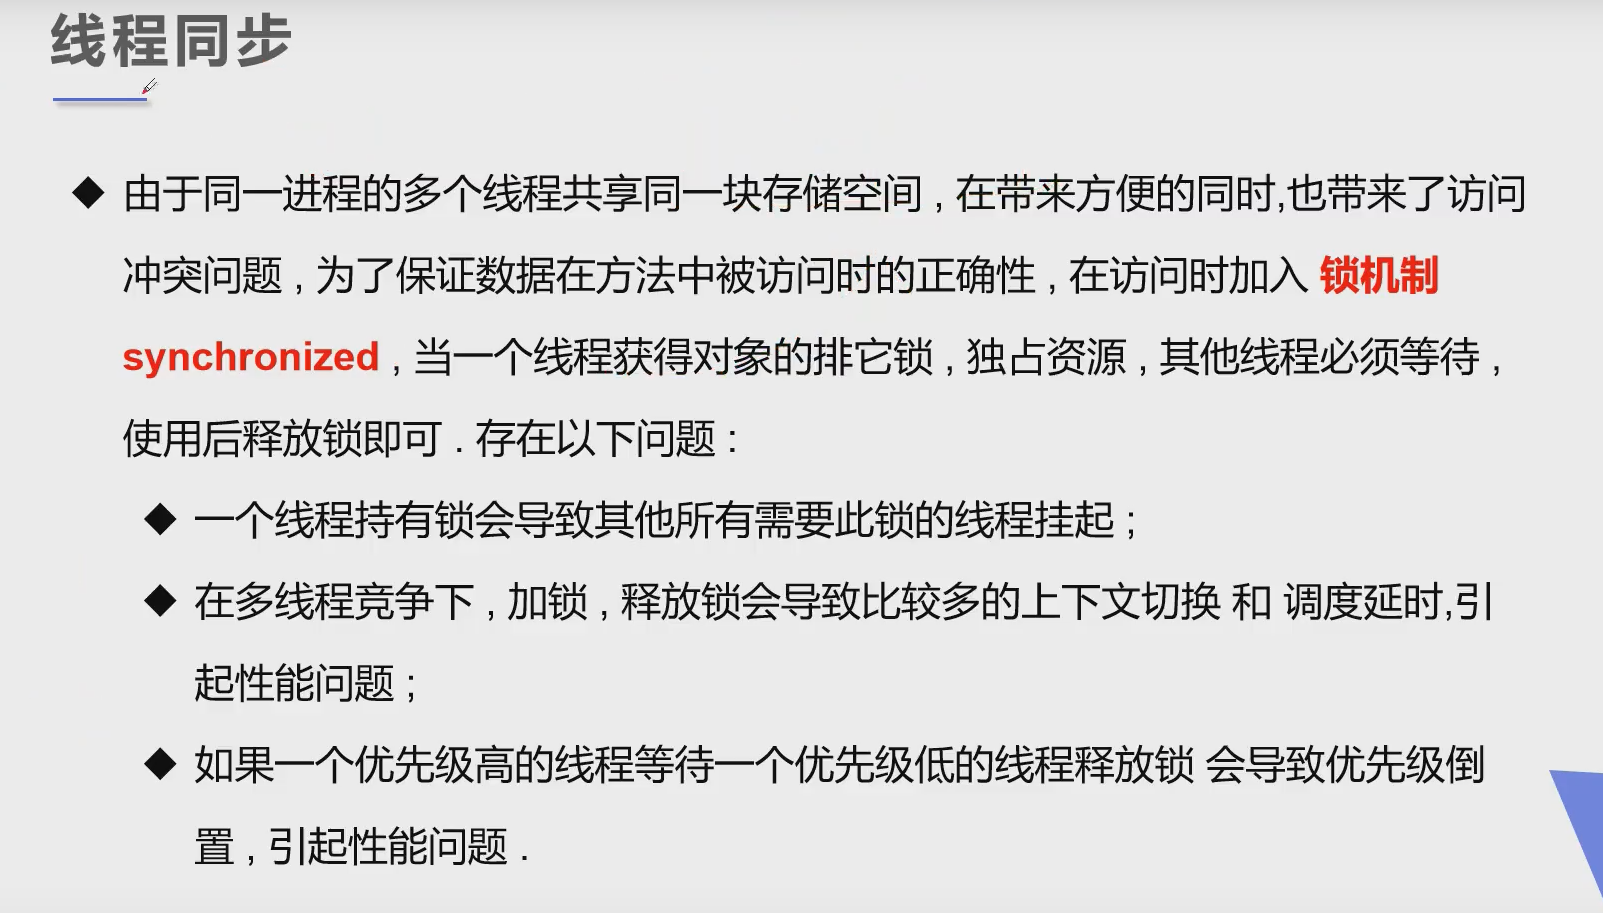 线程同步
由于同一进程的多个线程共享同一块存储空间 , 在带来方便的同时,也带来了访问
冲突问题 , 为了保证数据在方法中被访问时的正确性 , 在访问时加入 锁机制
synchronized , 当一个线程获得对象的排它锁 , 独占资源 , 其他线程必须等待 ,
使用后释放锁即可 . 存在以下问题 :
一个线程持有锁会导致其他所有需要此锁的线程挂起 ;
在多线程竞争下 , 加锁 , 释放锁会导致比较多的上下文切换 和 调度延时,引
起性能问题 ;
如果一个优先级高的线程等待一个优先级低的线程释放锁 会导致优先级倒
置 , 引起性能问题 .